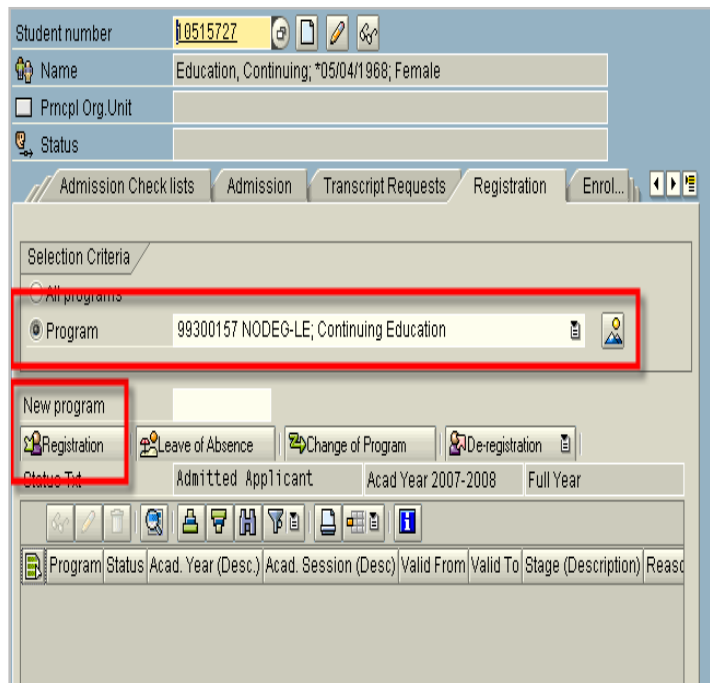 Student number 10515727
Name Education, Continuing; *05/04/1968; Female
Prncpl Org.Unit
Status
Admission Check lists Admission Transcript Requests Registration Enrol...
Selection Criteria
All programs
Program 99300157 NODEG-LE; Continuing Education
New program
Registration Leave of Absence Change of Program De-registration
Status Txt Admitted Applicant Acad Year 2007-2008 Full Year
Program Status Acad. Year (Desc.) Acad. Session (Desc) Valid From Valid To Stage (Description) Reaso